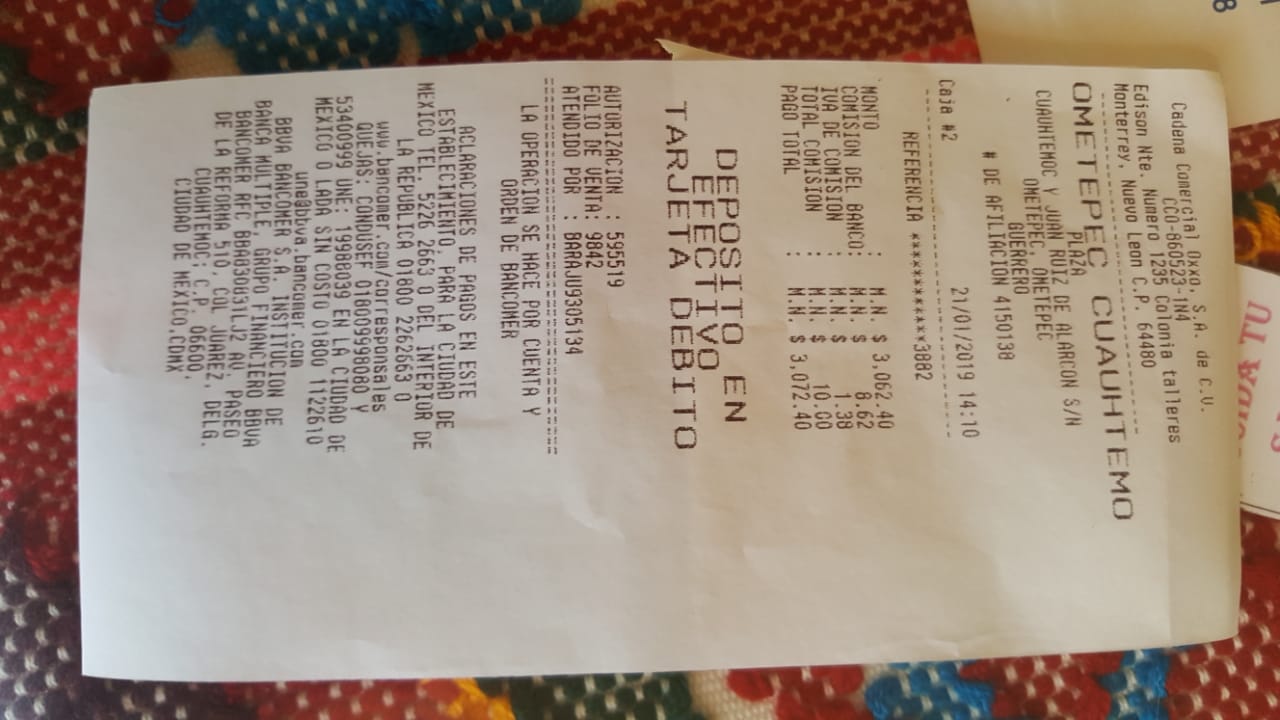 Cadena Comercial Oxxo, S.A. de C.V.
CCO-860523-1N4
Edison Nte. Numero 1235 Colonia talleres
Monterrey, Nuevo Leon C.P. 64480
OMETEPEC CUAUHTEMO
PLAZA
CUAUHTEMOC Y JUAN RUIZ DE ALARCON S/N
OMETEPEC, OMETEPEC
GUERRERO
# DE AFILIACION 4150138
21/01/2019 14:10
Caja #2
REFERENCIA ************3882
MONTO : M.N. $ 3,062.40
COMISION DEL BANCO: M.N. $ 8.62
IVA DE COMISION : M.N. $ 1.38
TOTAL COMISION : M.N. $ 10.00
PAGO TOTAL : M.N. $ 3,072.40
DEPOSITO EN
EFECTIVO
TARJETA DEBITO
AUTORIZACION : 595519
FOLIO DE VENTA: 9842
ATENDIDO POR : BARAJU9305134
LA OPERACION SE HACE POR CUENTA Y
ORDEN DE BANCOMER
ACLARACIONES DE PAGOS EN ESTE
ESTABLECIMIENTO, PARA LA CIUDAD DE
MEXICO TEL. 5226 2663 O DEL INTERIOR DE
LA REPUBLICA 01800 2262663 O
www.bancomer.com/corresponsales
QUEJAS: CONDUSEF 018009998080 Y
53400999 UNE: 19988039 EN LA CIUDAD DE
MEXICO O LADA SIN COSTO 01800 1122610
une@bbva.bancomer.com
BBVA BANCOMER S.A. INSTITUCION DE
BANCA MULTIPLE, GRUPO FINANCIERO BBVA
BANCOMER RFC BBA830831LJ2 AV. PASEO
DE LA REFORMA 510, COL JUAREZ, DELG.
CUAUHTEMOC; C.P. 06600,
CIUDAD DE MEXICO,CDMX